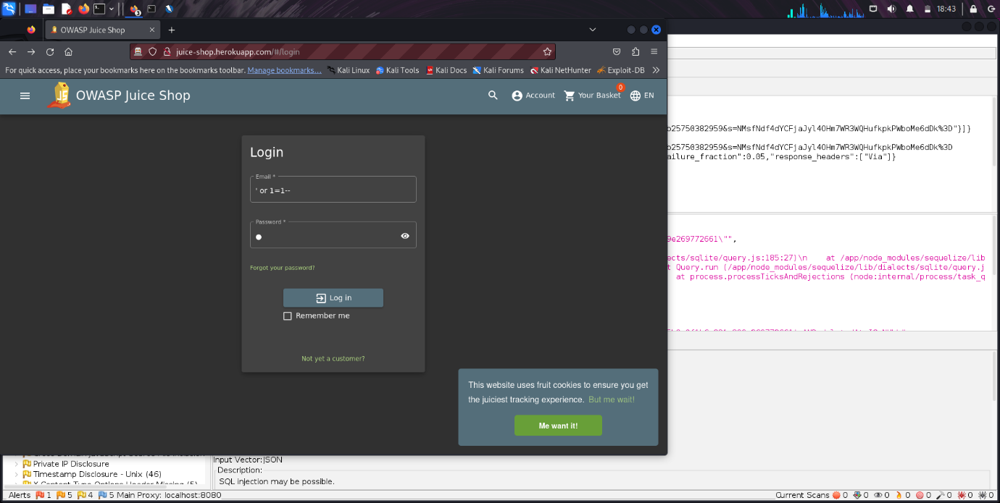 18:43
OWASP Juice Shop
juice-shop.herokuapp.com/#/login
For quick access, place your bookmarks here on the bookmarks toolbar. Manage bookmarks… Kali Linux Kali Tools Kali Docs Kali Forums Kali NetHunter Exploit-DB
OWASP Juice Shop Account Your Basket 0 EN
Login
Email *
' or 1=1--
Password *
Forgot your password?
Log in
Remember me
Not yet a customer?
This website uses fruit cookies to ensure you get
the juiciest tracking experience. But me wait!
Me want it!
b25750382959&s=NMsfNdf4dYCFjaJyl4OHm7WR3WQHufkpkPWboMe6dDk%3D"}]}
b25750382959&s=NMsfNdf4dYCFjaJyl4OHm7WR3WQHufkpkPWboMe6dDk%3D
ailure_fraction":0.05,"response_headers":["Via"]}
9e269772661\"",
ects/sqlite/query.js:185:27)\n    at /app/node_modules/sequelize/lib
t Query.run (/app/node_modules/sequelize/lib/dialects/sqlite/query.j
at process.processTicksAndRejections (node:internal/process/task_q
Private IP Disclosure
Timestamp Disclosure - Unix (46)
X-Content-Type-Options Header Missing (5)
Input Vector:JSON
Description:
SQL injection may be possible.
Alerts 1 5 4 5 Main Proxy: localhost:8080
Current Scans 0 0 0 0 0 0 0 0